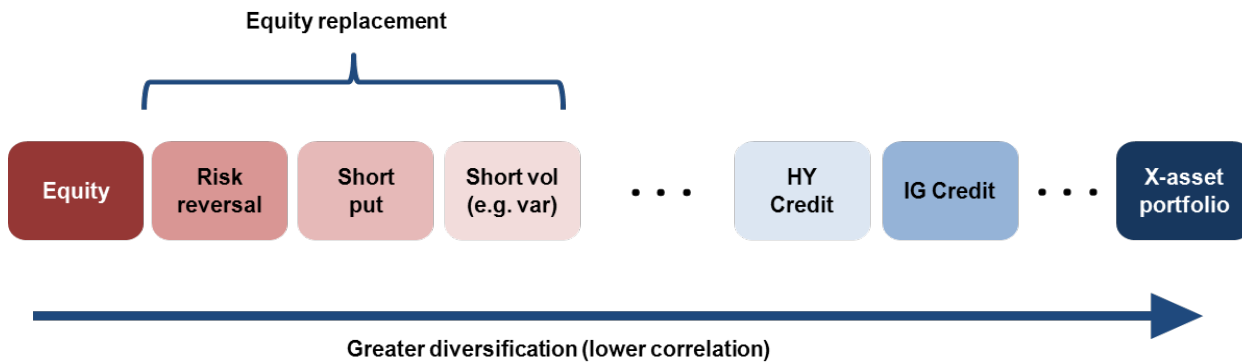 Equity replacement
Equity
Risk
reversal
Short
put
Short vol
(e.g. var)
. . .
HY
Credit
IG Credit
. . .
X-asset
portfolio
Greater diversification (lower correlation)